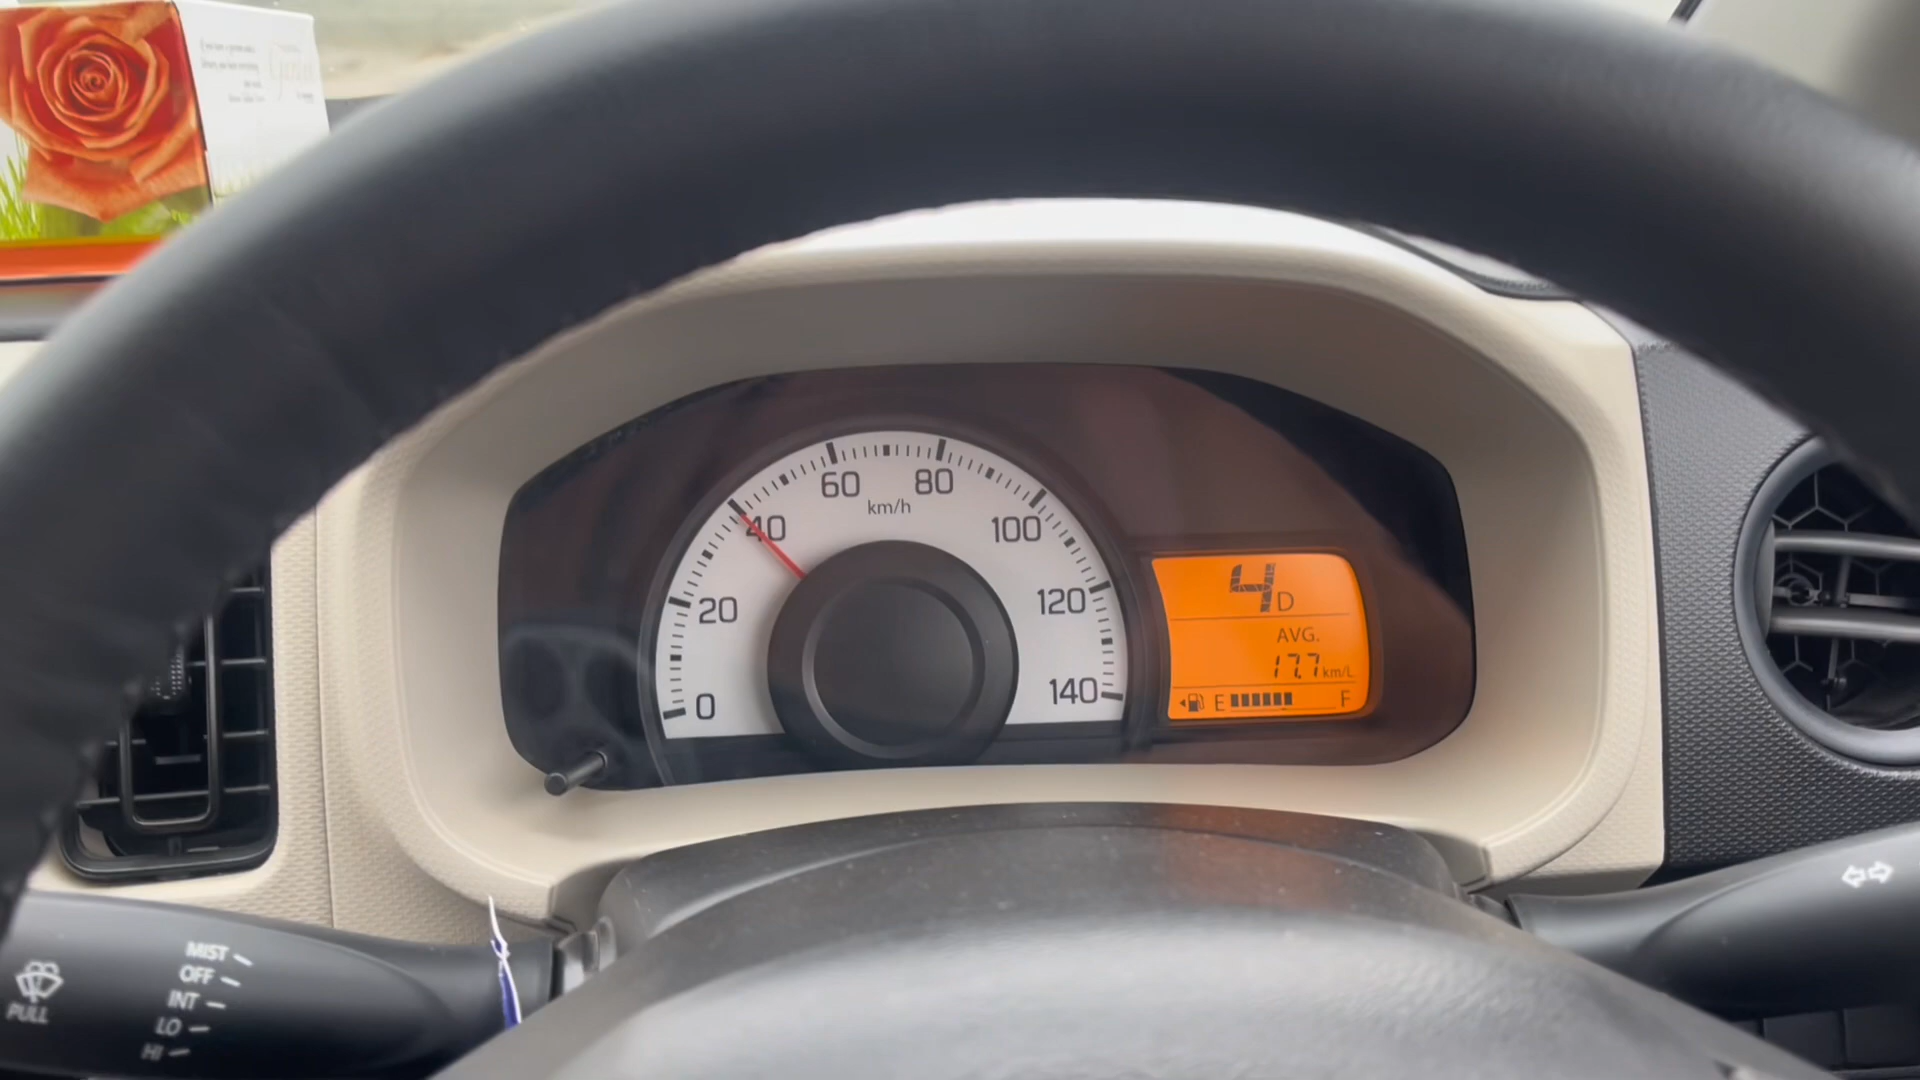 60 80
km/h
40 100
20 120
0 140
4 D
AVG.
17.7 km/L
E F
MIST
OFF
INT
LO
HI
PULL